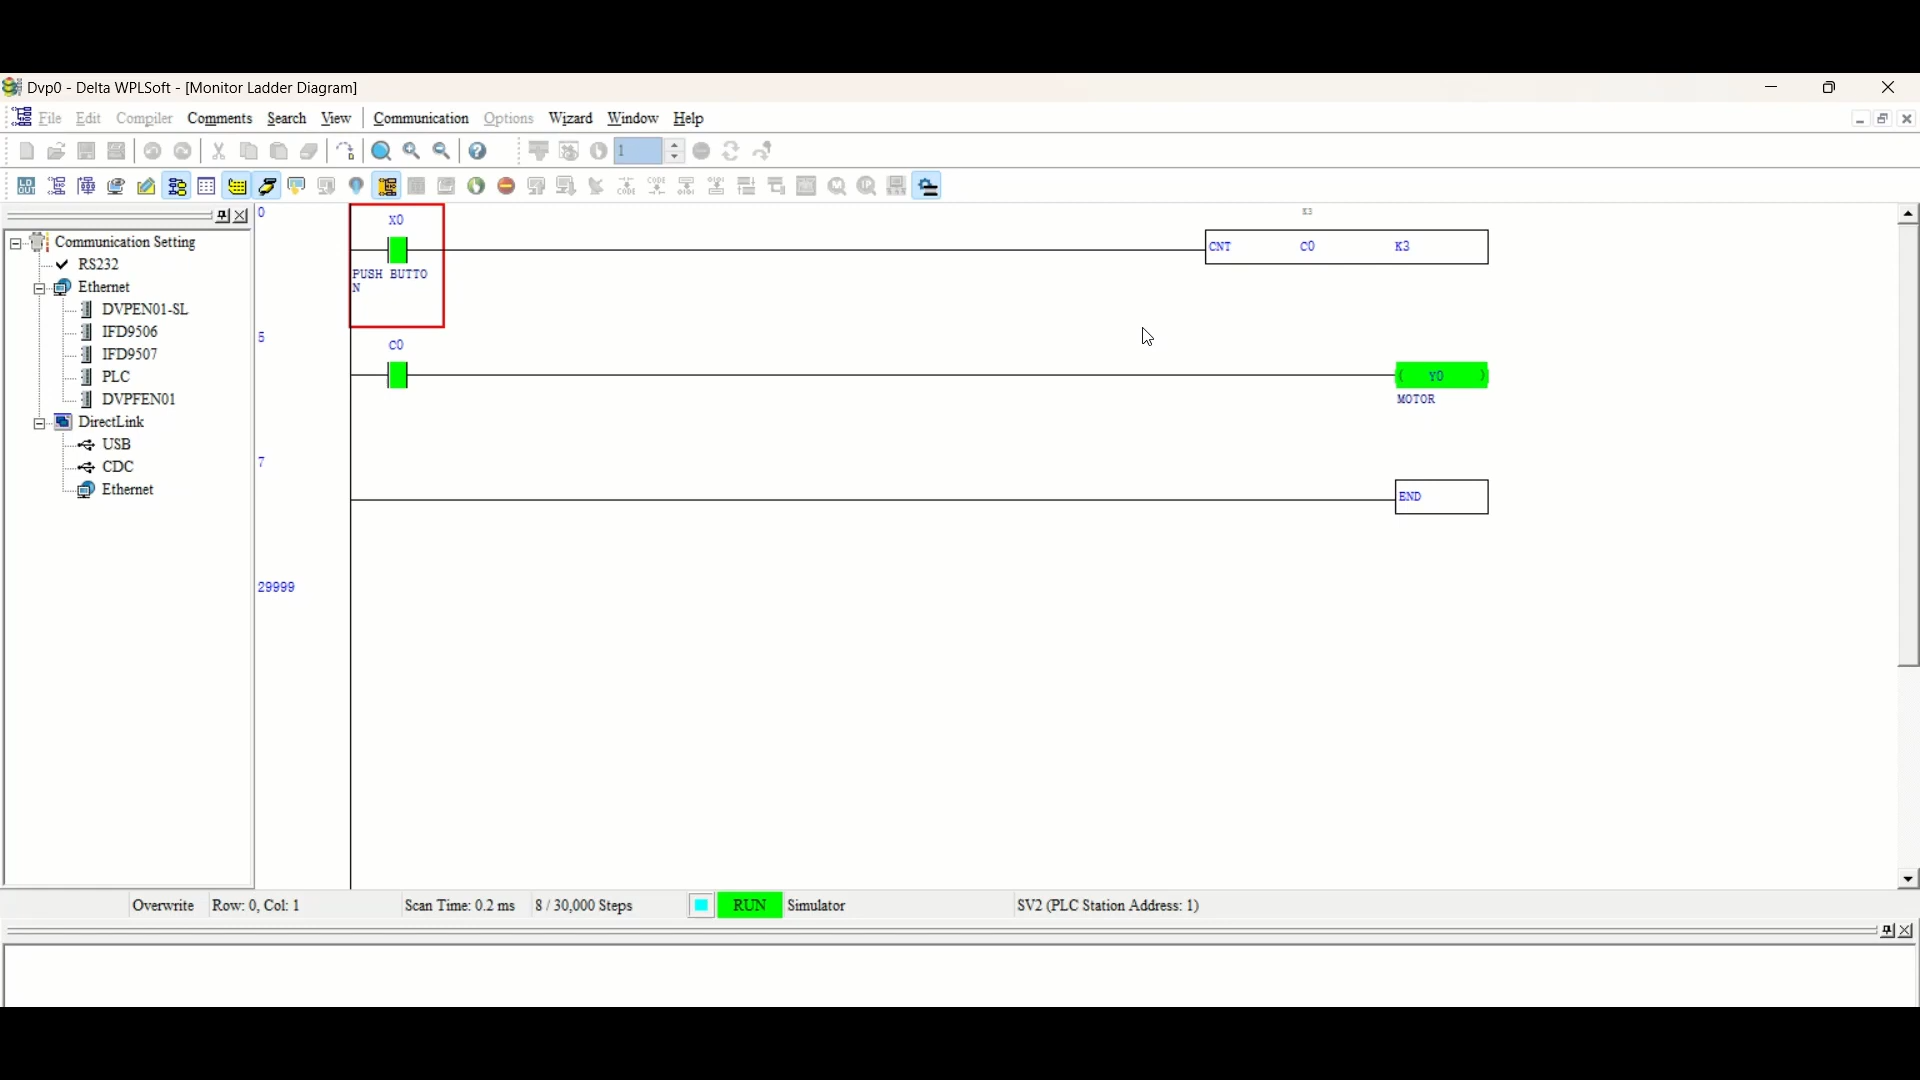 Dvp0 - Delta WPLSoft - [Monitor Ladder Diagram]
File Edit Compiler Comments Search View Communication Options Wizard Window Help
1
Communication Setting
RS232
Ethernet
DVPEN01-SL
IFD9506
IFD9507
PLC
DVPFEN01
DirectLink
USB
CDC
Ethernet
0
X0
PUSH BUTTO
N
K3
CNT C0 K3
5
C0
Y0
MOTOR
7
END
29999
Overwrite Row: 0, Col: 1 Scan Time: 0.2 ms 8 / 30,000 Steps RUN Simulator SV2 (PLC Station Address: 1)